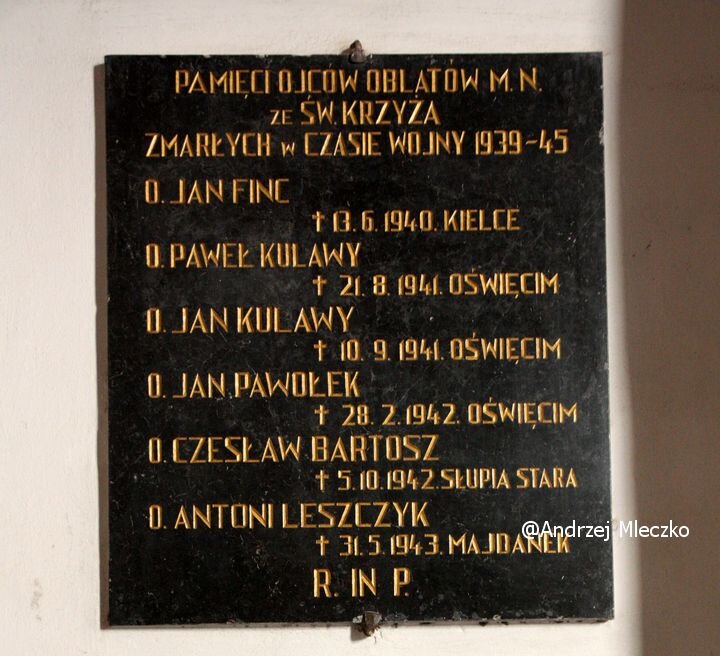 PAMIĘCI OJCÓW OBLATÓW M. N.
ZE ŚW. KRZYŻA
ZMARŁYCH W CZASIE WOJNY 1939-45
O. JAN FINC
† 13. 6. 1940. KIELCE
O. PAWEŁ KULAWY
† 21. 8. 1941. OŚWIĘCIM
O. JAN KULAWY
† 10. 9. 1941. OŚWIĘCIM
O. JAN PAWOŁEK
† 28. 2. 1942. OŚWIĘCIM
O. CZESŁAW BARTOSZ
† 5. 10. 1942. SŁUPIA STARA
O. ANTONI LESZCZYK
@Andrzej Mleczko
† 31. 5. 1943. MAJDANEK
R. IN P.